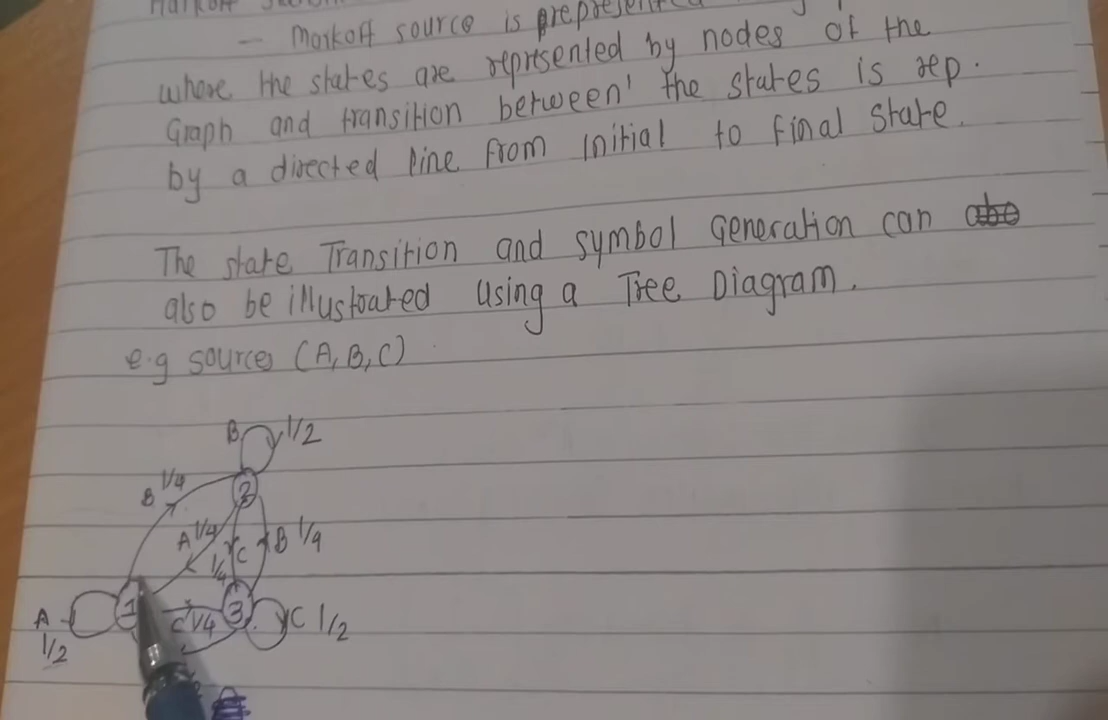 — Markoff source is
where the states are represented by nodes of the
Graph and transition between the states is rep.
by a directed line from initial to final state.
The state Transition and symbol Generation can
also be illustrated using a Tree Diagram.
e.g source (A, B, C)
B 1/2
B 1/4
2
A 1/4
C
B 1/4
1/4
A
1
C 1/4
3
C 1/2
1/2